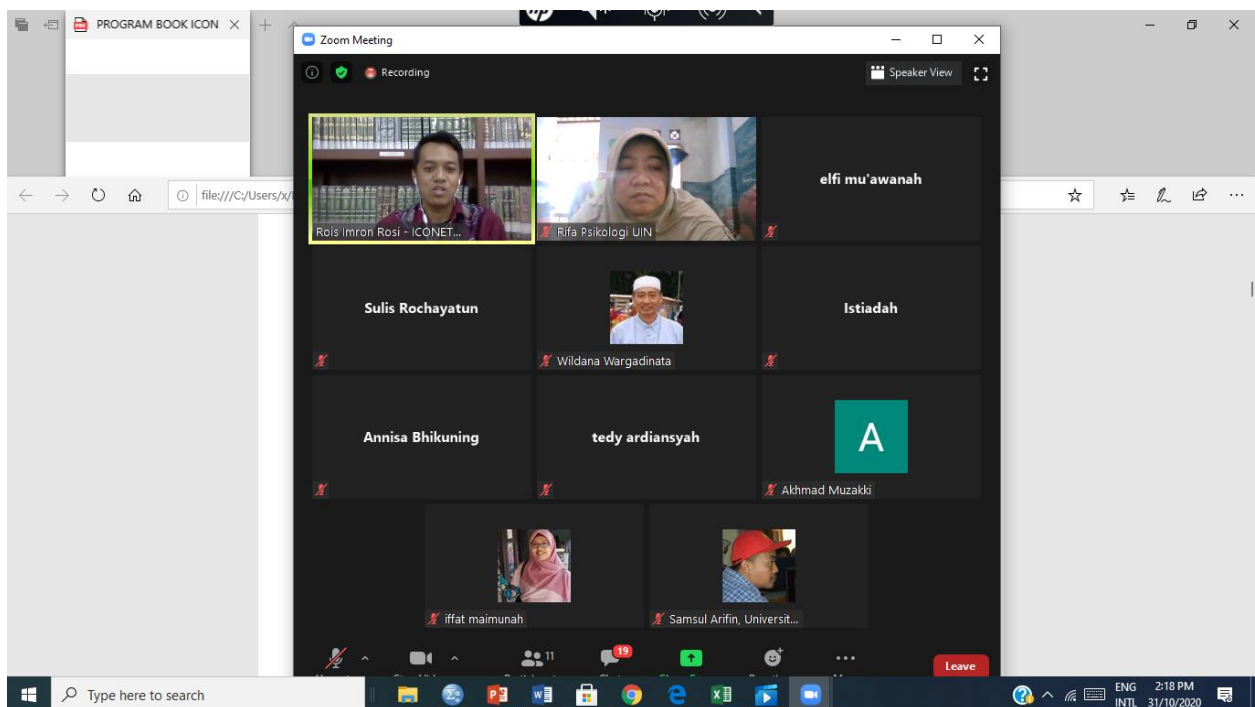 PROGRAM BOOK ICON
Zoom Meeting
Recording
Speaker View
file:///C:/Users/x/
Rois Imron Rosi - ICONET...
Rifa Psikologi UIN
elfi mu'awanah
Sulis Rochayatun
Wildana Wargadinata
Istiadah
Annisa Bhikuning
tedy ardiansyah
A
Akhmad Muzakki
iffat maimunah
Samsul Arifin, Universit...
11
19
Leave
Type here to search
ENG
INTL
2:18 PM
31/10/2020